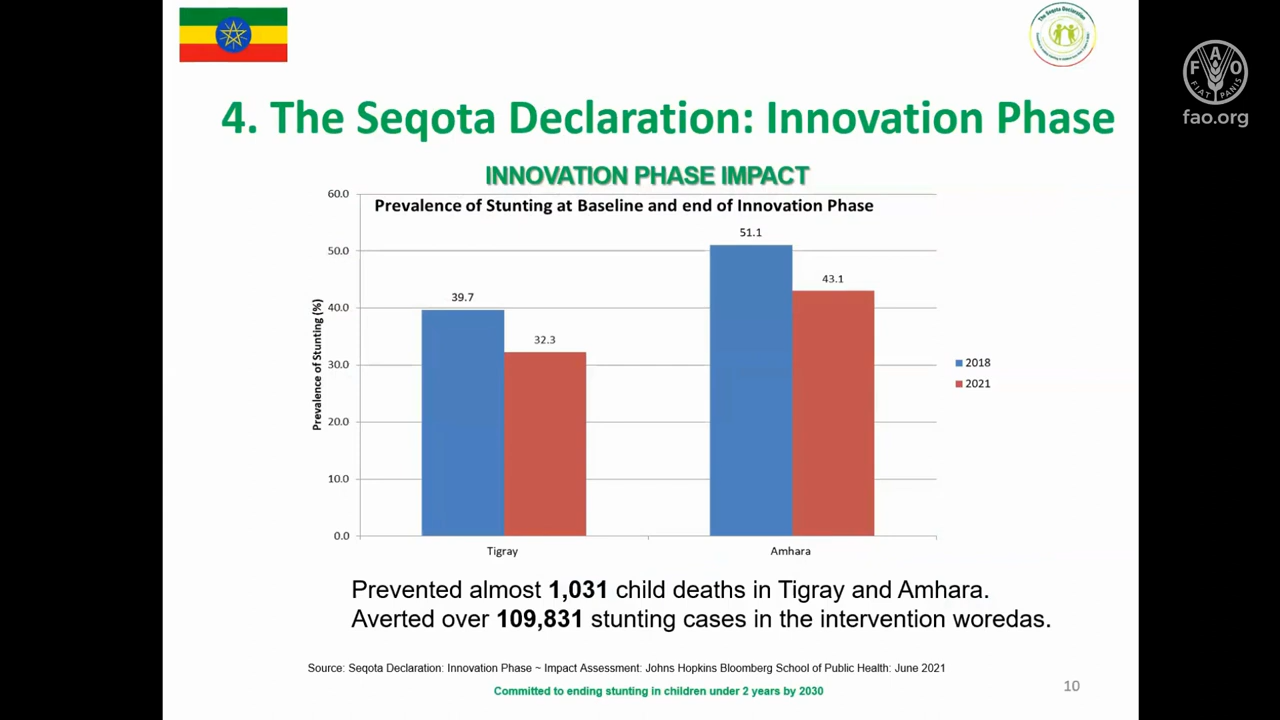 The Seqota Declaration
F A O
FIAT PANIS
fao.org
4. The Seqota Declaration: Innovation Phase
INNOVATION PHASE IMPACT
Prevalence of Stunting at Baseline and end of Innovation Phase
Prevalence of Stunting (%)
60.0
50.0
40.0
30.0
20.0
10.0
0.0
39.7
32.3
51.1
43.1
Tigray
Amhara
2018
2021
Prevented almost 1,031 child deaths in Tigray and Amhara.
Averted over 109,831 stunting cases in the intervention woredas.
Source: Seqota Declaration: Innovation Phase ~ Impact Assessment: Johns Hopkins Bloomberg School of Public Health: June 2021
Committed to ending stunting in children under 2 years by 2030
10